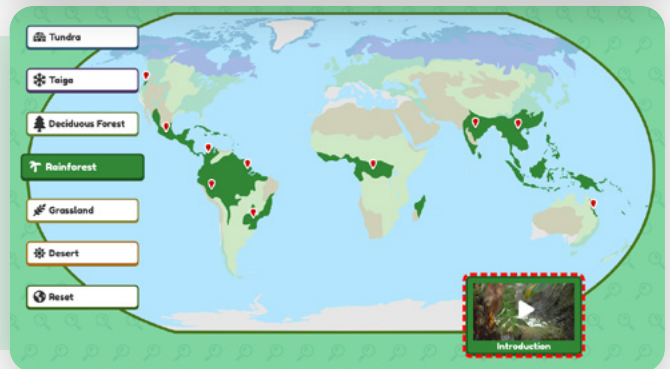 Tundra
Taiga
Deciduous Forest
Rainforest
Grassland
Desert
Reset
Introduction